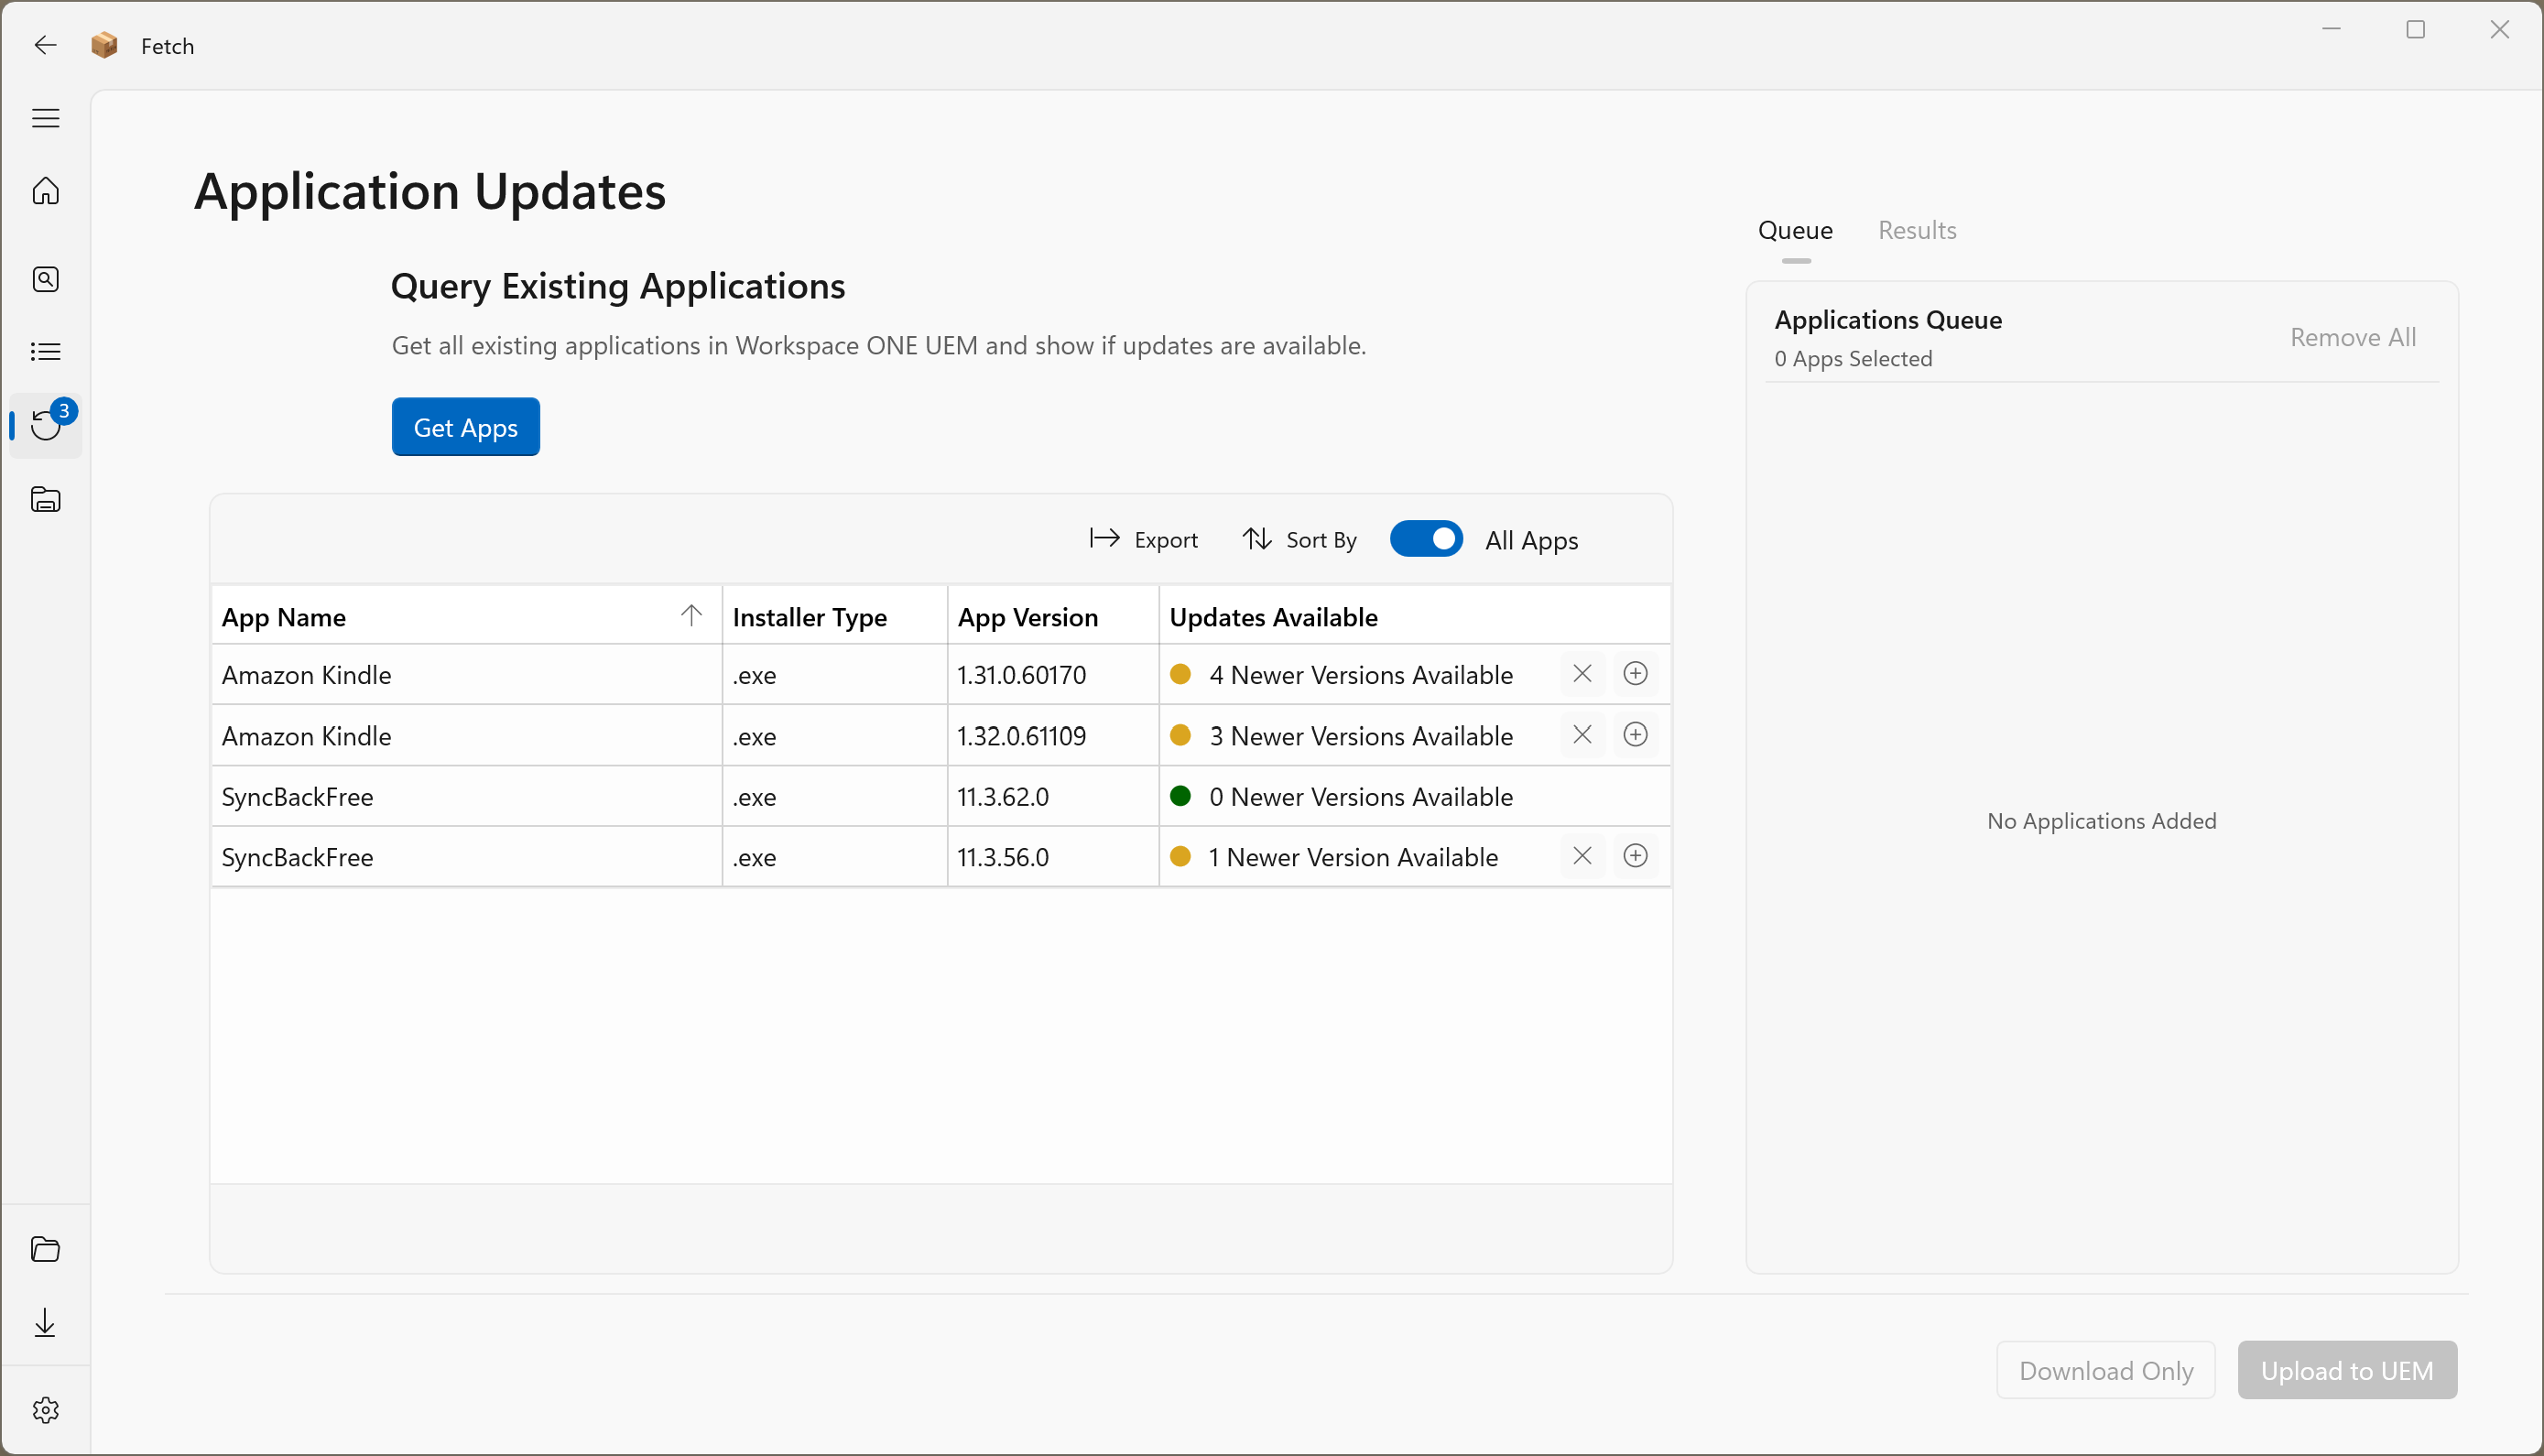 Fetch
Application Updates
Query Existing Applications
Get all existing applications in Workspace ONE UEM and show if updates are available.
Get Apps
3
Export
Sort By
All Apps
App Name
Installer Type
App Version
Updates Available
Amazon Kindle
.exe
1.31.0.60170
4 Newer Versions Available
Amazon Kindle
.exe
1.32.0.61109
3 Newer Versions Available
SyncBackFree
.exe
11.3.62.0
0 Newer Versions Available
SyncBackFree
.exe
11.3.56.0
1 Newer Version Available
Queue
Results
Applications Queue
0 Apps Selected
Remove All
No Applications Added
Download Only
Upload to UEM